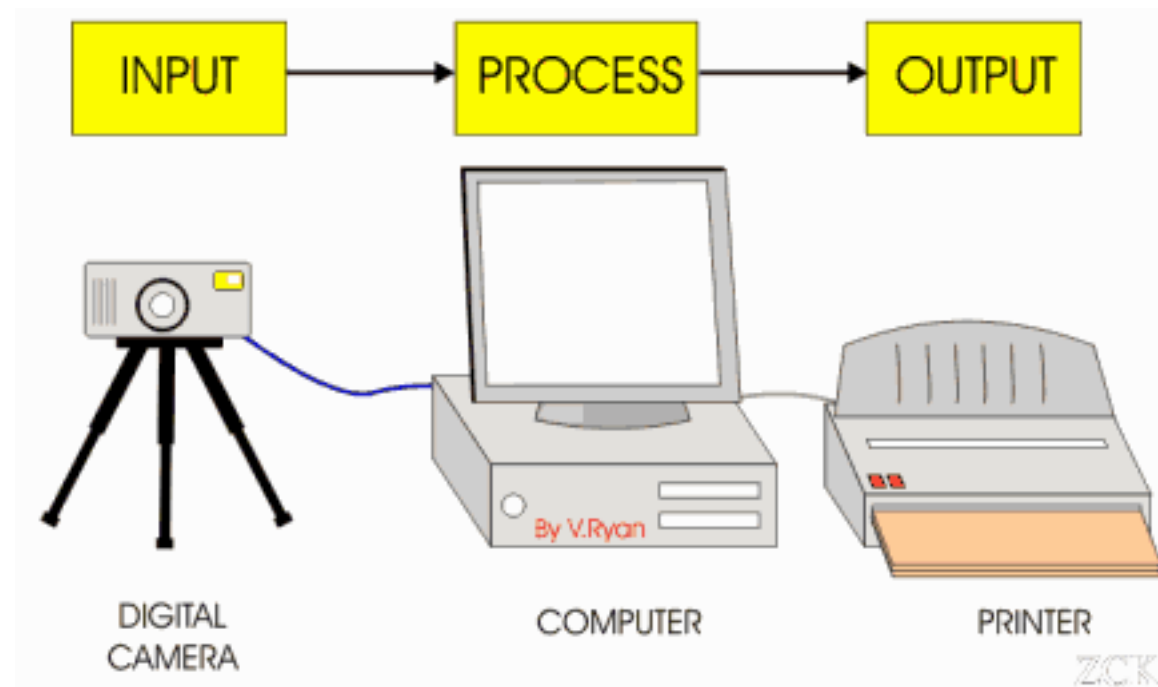 INPUT
PROCESS
OUTPUT
By V.Ryan
DIGITAL
CAMERA
COMPUTER
PRINTER
ZCK